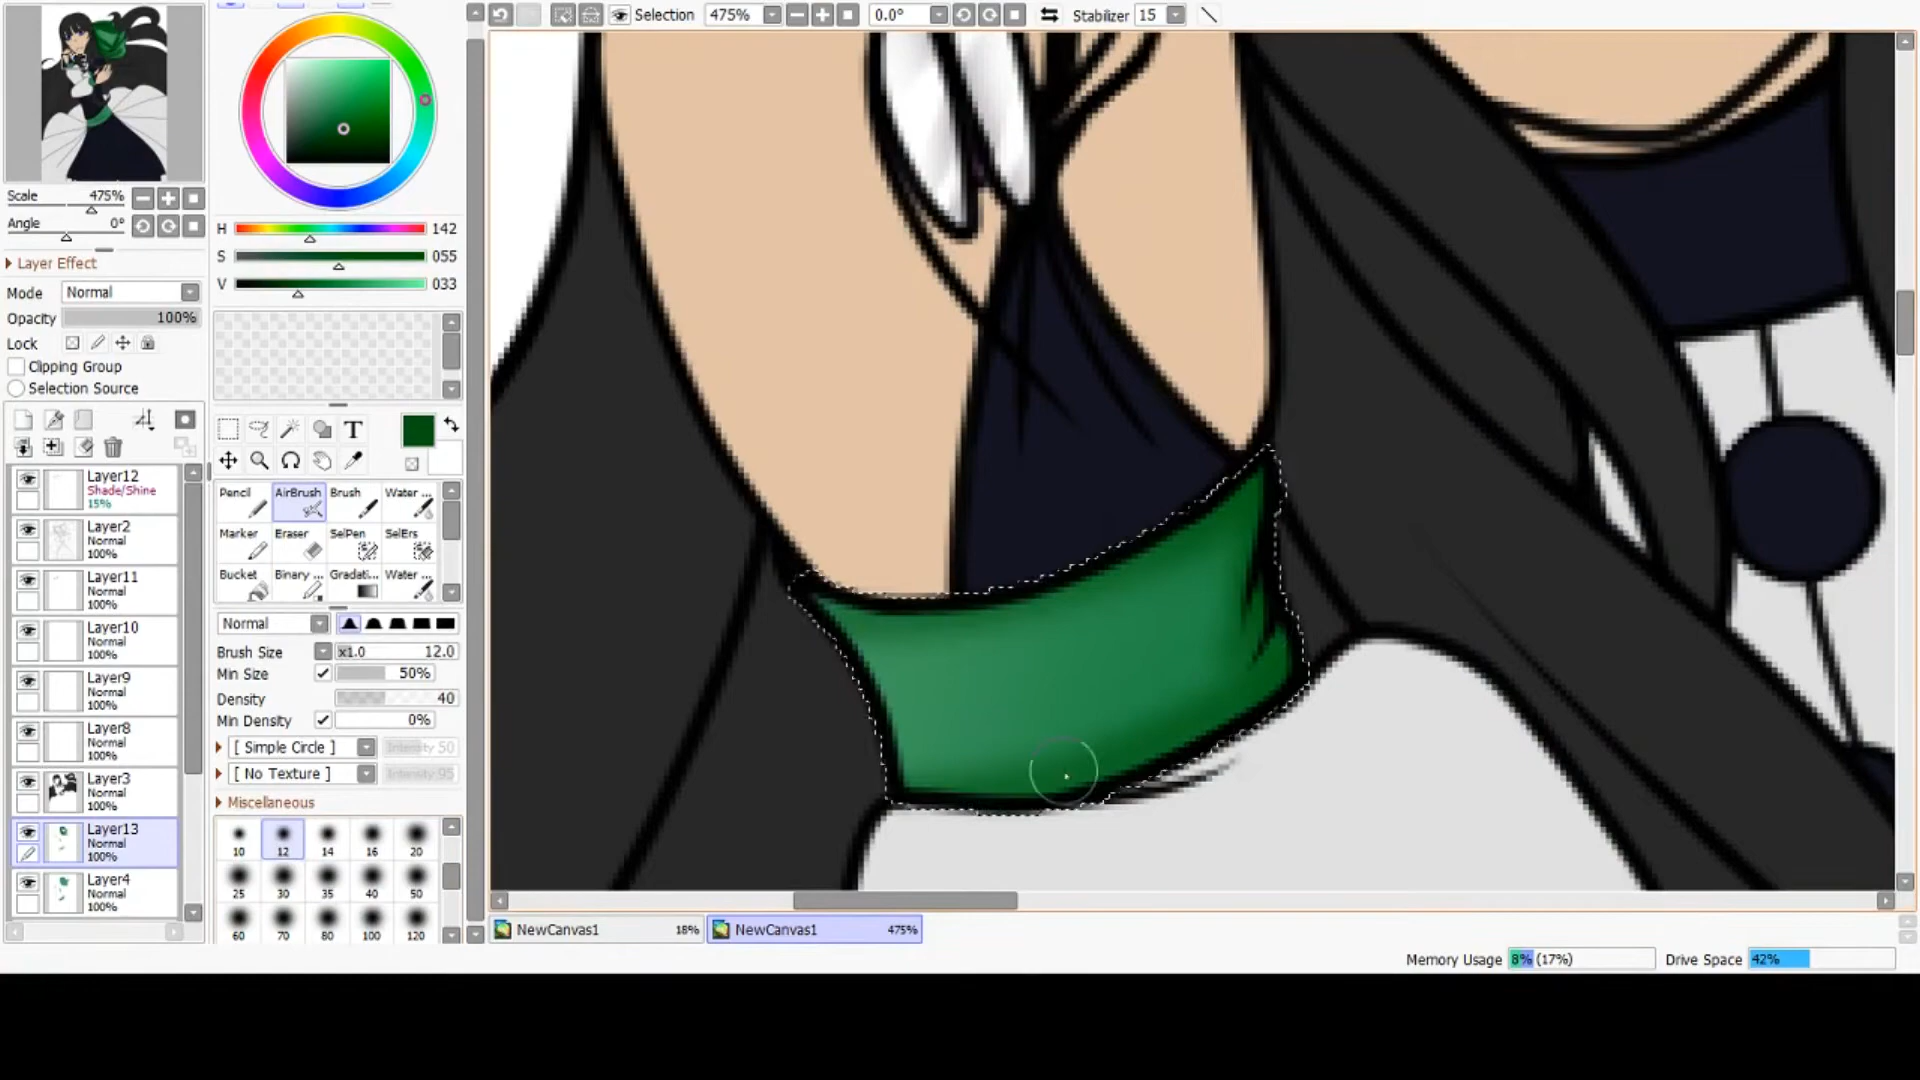 Selection 475% 0.0° Stabilizer 15
Scale 475%
Angle 0°
Layer Effect
Mode Normal
Opacity 100%
Lock
Clipping Group
Selection Source
Layer12
Shade/Shine
15%
Layer2
Normal
100%
Layer11
Normal
100%
Layer10
Normal
100%
Layer9
Normal
100%
Layer8
Normal
100%
Layer3
Normal
100%
Layer13
Normal
100%
Layer4
Normal
100%
H 142
S 055
V 033
T
Pencil AirBrush Brush Water ...
Marker Eraser SelPen SelErs
Bucket Binary ... Gradati... Water ...
Normal
Brush Size x1.0 12.0
Min Size 50%
Density 40
Min Density 0%
[ Simple Circle ] Intensity 50
[ No Texture ] Intensity 95
Miscellaneous
10 12 14 16 20
25 30 35 40 50
60 70 80 100 120
NewCanvas1 18% NewCanvas1 475%
Memory Usage 8% (17%) Drive Space 42%